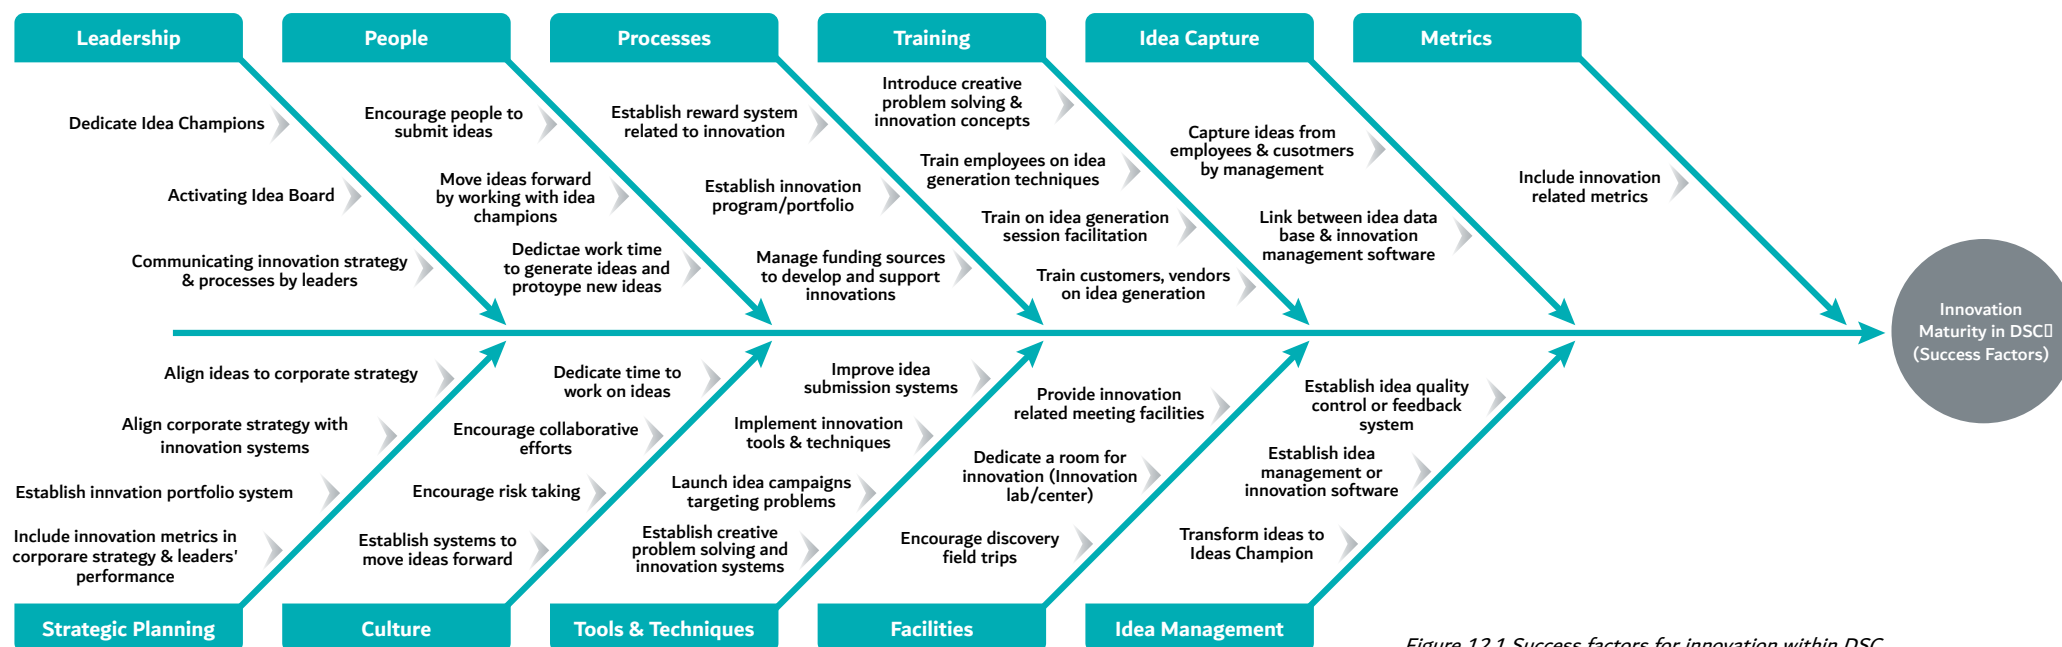 Leadership
People
Processes
Training
Idea Capture
Metrics
Dedicate Idea Champions
Activating Idea Board
Communicating innovation strategy
& processes by leaders
Encourage people to
submit ideas
Move ideas forward
by working with idea
champions
Dedictae work time
to generate ideas and
protoype new ideas
Establish reward system
related to innovation
Establish innovation
program/portfolio
Manage funding sources
to develop and support
innovations
Introduce creative
problem solving &
innovation concepts
Train employees on idea
generation techniques
Train on idea generation
session facilitation
Train customers, vendors
on idea generation
Capture ideas from
employees & cusotmers
by management
Link between idea data
base & innovation
management software
Include innovation
related metrics
Innovation
Maturity in DSC
(Success Factors)
Align ideas to corporate strategy
Align corporate strategy with
innovation systems
Establish innvation portfolio system
Include innovation metrics in
corporare strategy & leaders'
performance
Dedicate time to
work on ideas
Encourage collaborative
efforts
Encourage risk taking
Establish systems to
move ideas forward
Improve idea
submission systems
Implement innovation
tools & techniques
Launch idea campaigns
targeting problems
Establish creative
problem solving and
innovation systems
Provide innovation
related meeting facilities
Dedicate a room for
innovation (Innovation
lab/center)
Encourage discovery
field trips
Establish idea quality
control or feedback
system
Establish idea
management or
innovation software
Transform ideas to
Ideas Champion
Strategic Planning
Culture
Tools & Techniques
Facilities
Idea Management
Figure 12.1 Success factors for innovation within DSC